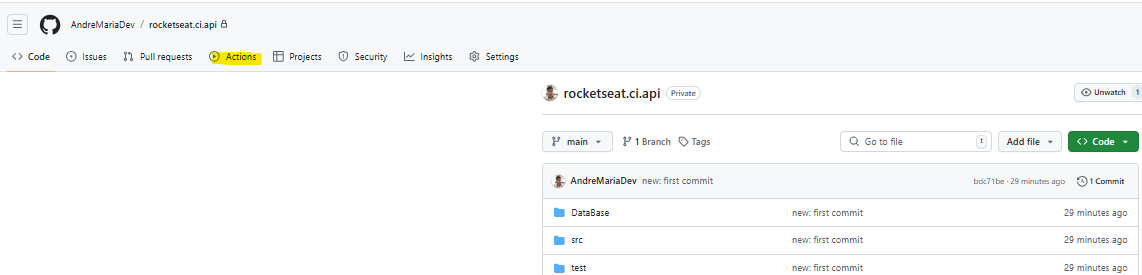 AndreMariaDev / rocketseat.ci.api
Code Issues Pull requests Actions Projects Security Insights Settings
rocketseat.ci.api Private
Unwatch 1
main 1 Branch Tags Go to file t Add file Code
AndreMariaDev new: first commit bdc71be · 29 minutes ago 1 Commit
DataBase new: first commit 29 minutes ago
src new: first commit 29 minutes ago
test new: first commit 29 minutes ago